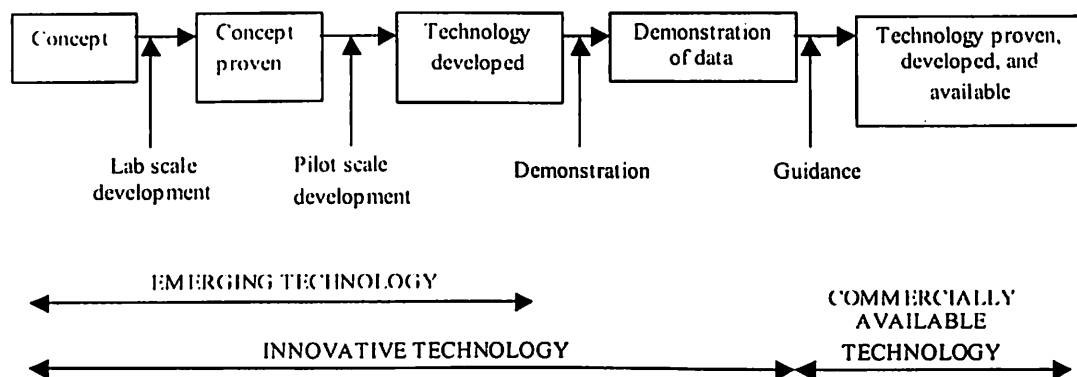 Concept
Concept
proven
Technology
developed
Demonstration
of data
Technology proven,
developed, and
available
Lab scale
development
Pilot scale
development
Demonstration
Guidance
EMERGING TECHNOLOGY
COMMERCIALLY
AVAILABLE
TECHNOLOGY
INNOVATIVE TECHNOLOGY